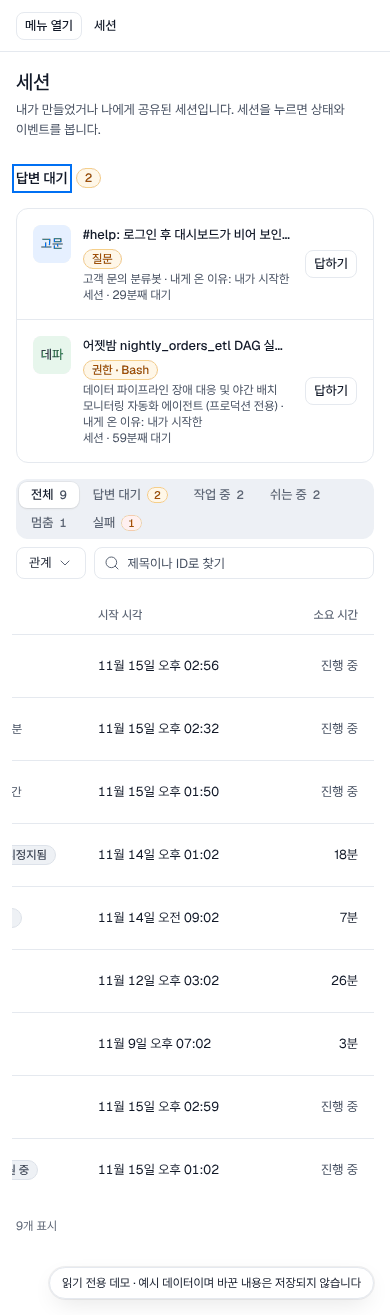 메뉴 열기 세션
세션
내가 만들었거나 나에게 공유된 세션입니다. 세션을 누르면 상태와
이벤트를 봅니다.
답변 대기 2
고문
#help: 로그인 후 대시보드가 비어 보인...
질문
고객 문의 분류봇 · 내게 온 이유: 내가 시작한
세션 · 29분째 대기
답하기
데파
어젯밤 nightly_orders_etl DAG 실...
권한 · Bash
데이터 파이프라인 장애 대응 및 야간 배치
모니터링 자동화 에이전트 (프로덕션 전용) ·
내게 온 이유: 내가 시작한
세션 · 59분째 대기
답하기
전체 9 답변 대기 2 작업 중 2 쉬는 중 2
멈춤 1 실패 1
관계 제목이나 ID로 찾기
시작 시각 소요 시간
11월 15일 오후 02:56 진행 중
분 11월 15일 오후 02:32 진행 중
간 11월 15일 오후 01:50 진행 중
정지됨 11월 14일 오후 01:02 18분
11월 14일 오전 09:02 7분
11월 12일 오후 03:02 26분
11월 9일 오후 07:02 3분
11월 15일 오후 02:59 진행 중
중 11월 15일 오후 01:02 진행 중
9개 표시
읽기 전용 데모 · 예시 데이터이며 바꾼 내용은 저장되지 않습니다